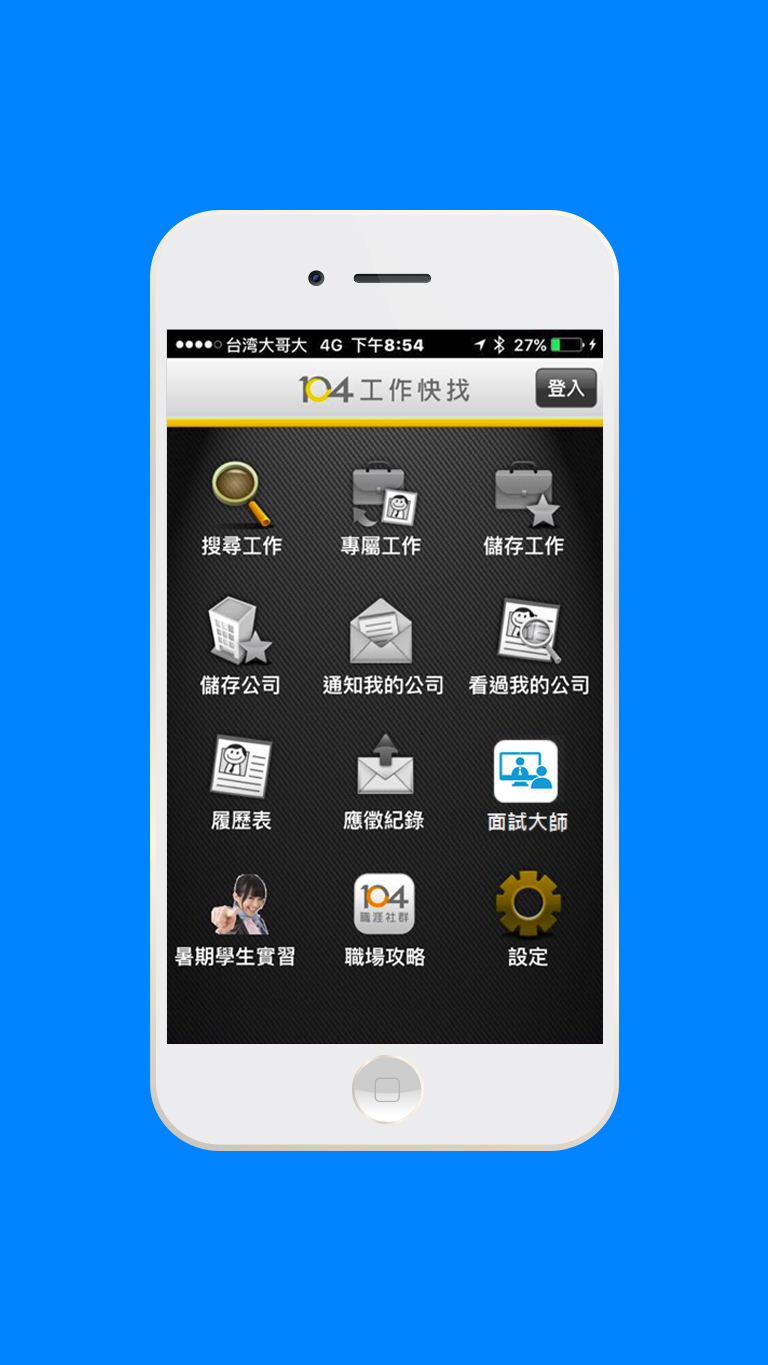 台湾大哥大 4G 下午8:54 27%
104工作快找 登入
搜尋工作 專屬工作 儲存工作
儲存公司 通知我的公司 看過我的公司
履歷表 應徵紀錄 面試大師
104
職涯社群
暑期學生實習 職場攻略 設定